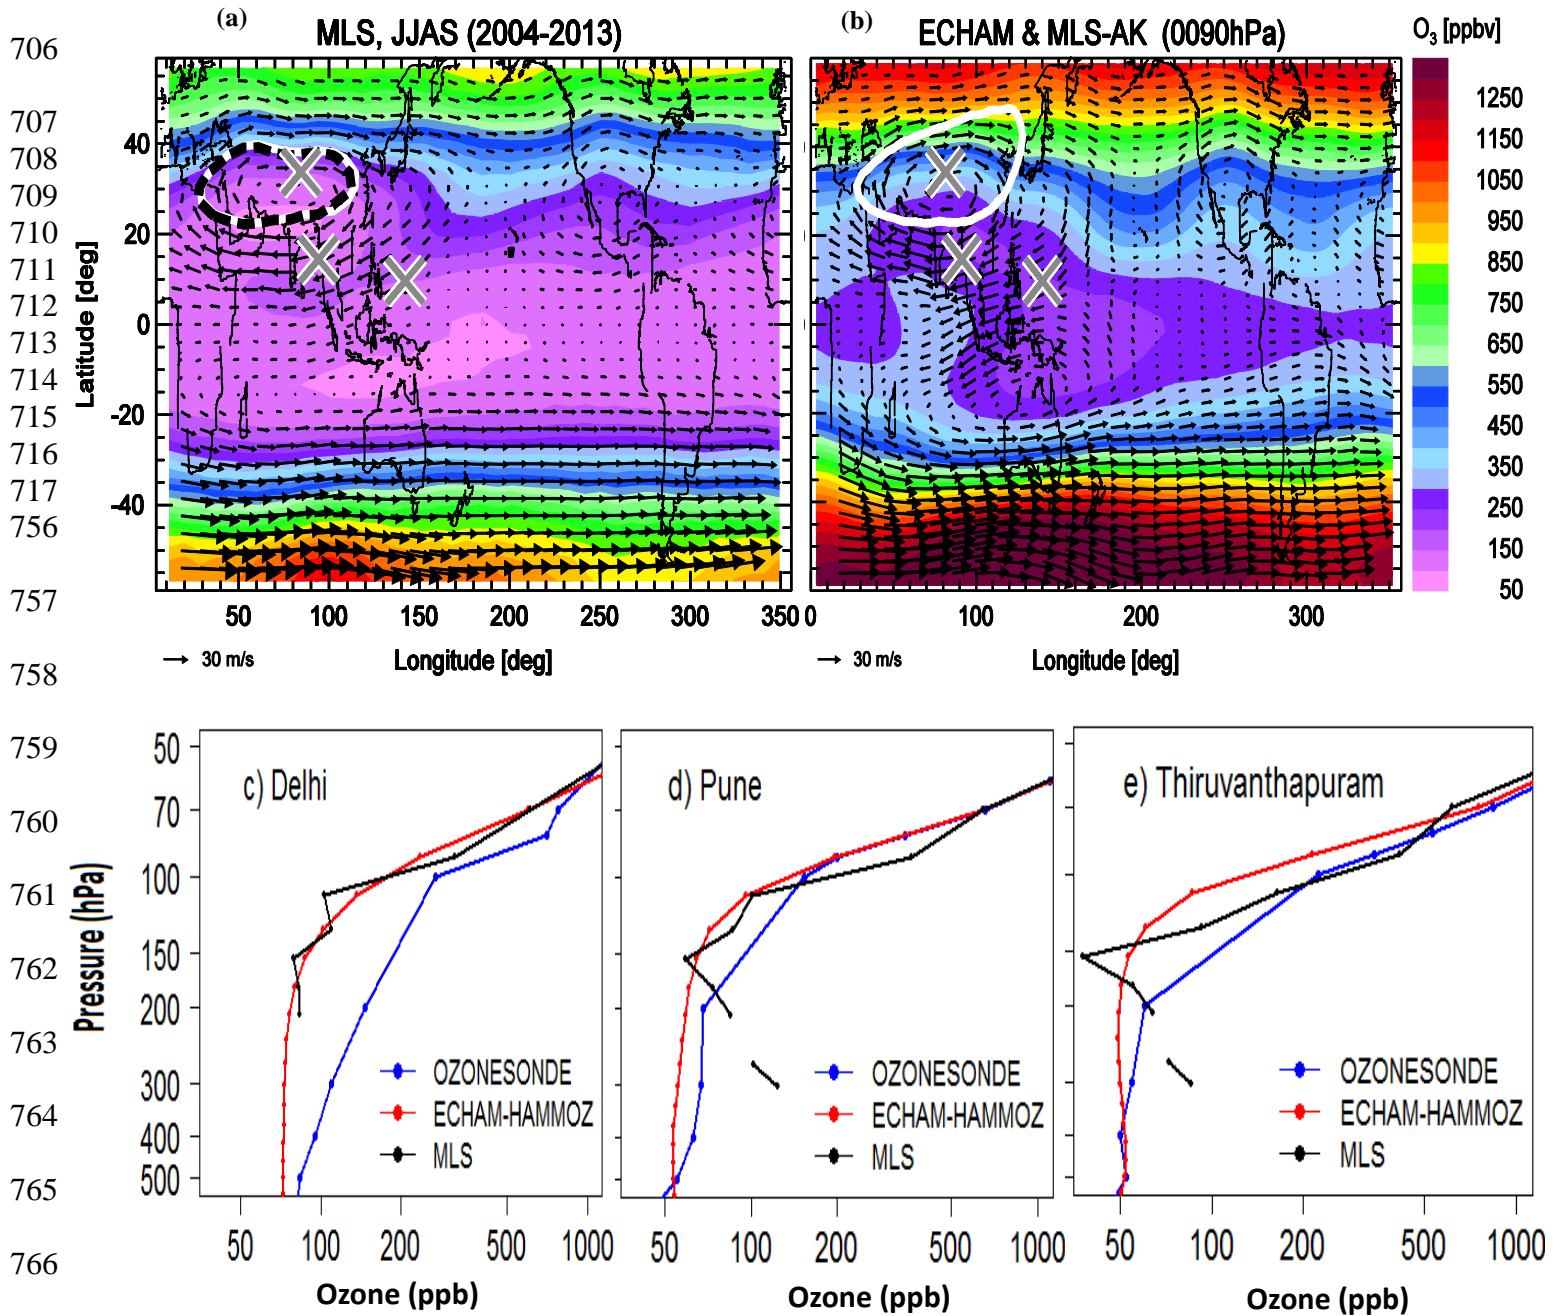 (a)
(b)
MLS, JJAS (2004-2013)
ECHAM & MLS-AK (0090hPa)
O3 [ppbv]
706
707
708
709
710
711
712
713
714
715
716
717
756
757
758
759
760
761
762
763
764
765
766
Latitude [deg]
40
20
0
-20
-40
50 100 150 200 250 300 350
Longitude [deg]
30 m/s
0 100 200 300
Longitude [deg]
30 m/s
1250
1150
1050
950
850
750
650
550
450
350
250
150
50
Pressure (hPa)
50
70
100
150
200
300
400
500
c) Delhi
OZONESONDE
ECHAM-HAMMOZ
MLS
50 100 200 500 1000
Ozone (ppb)
d) Pune
OZONESONDE
ECHAM-HAMMOZ
MLS
50 100 200 500 1000
Ozone (ppb)
e) Thiruvanthapuram
OZONESONDE
ECHAM-HAMMOZ
MLS
50 100 200 500 1000
Ozone (ppb)